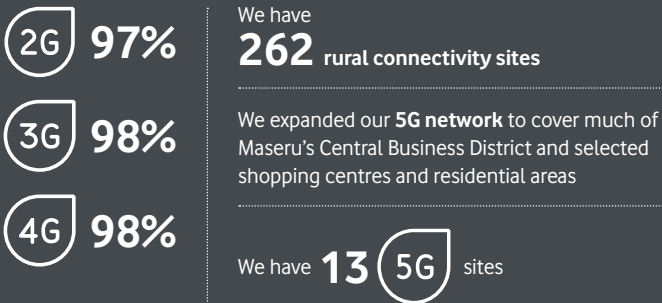 2G 97%
3G 98%
4G 98%
We have
262 rural connectivity sites
We expanded our 5G network to cover much of
Maseru’s Central Business District and selected
shopping centres and residential areas
We have 13 5G sites